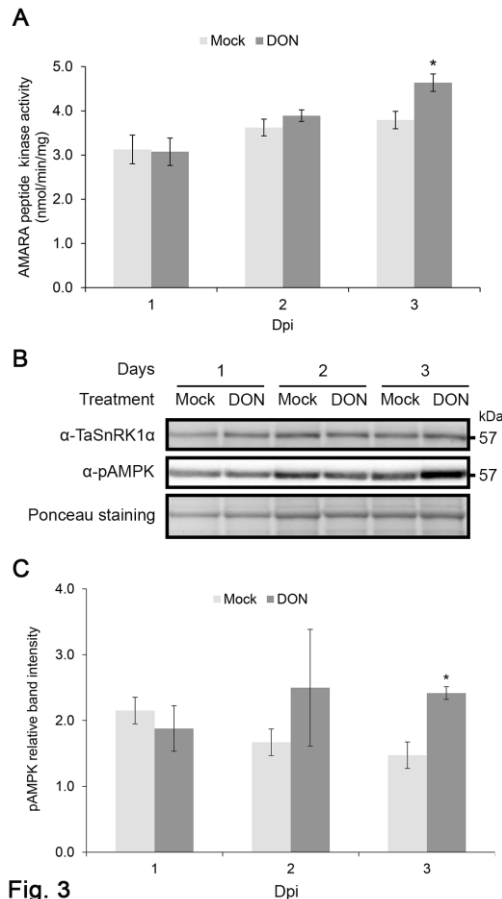 A
Mock DON
AMARA peptide kinase activity
(nmol/min/mg)
5.0
4.0
3.0
2.0
1.0
0.0
*
1 2 3
Dpi
B
Days 1 2 3
Treatment Mock DON Mock DON Mock DON kDa
α-TaSnRK1α 57
α-pAMPK 57
Ponceau staining
C
Mock DON
pAMPK relative band intensity
4.0
3.0
2.0
1.0
0.0
*
1 2 3
Dpi
Fig. 3